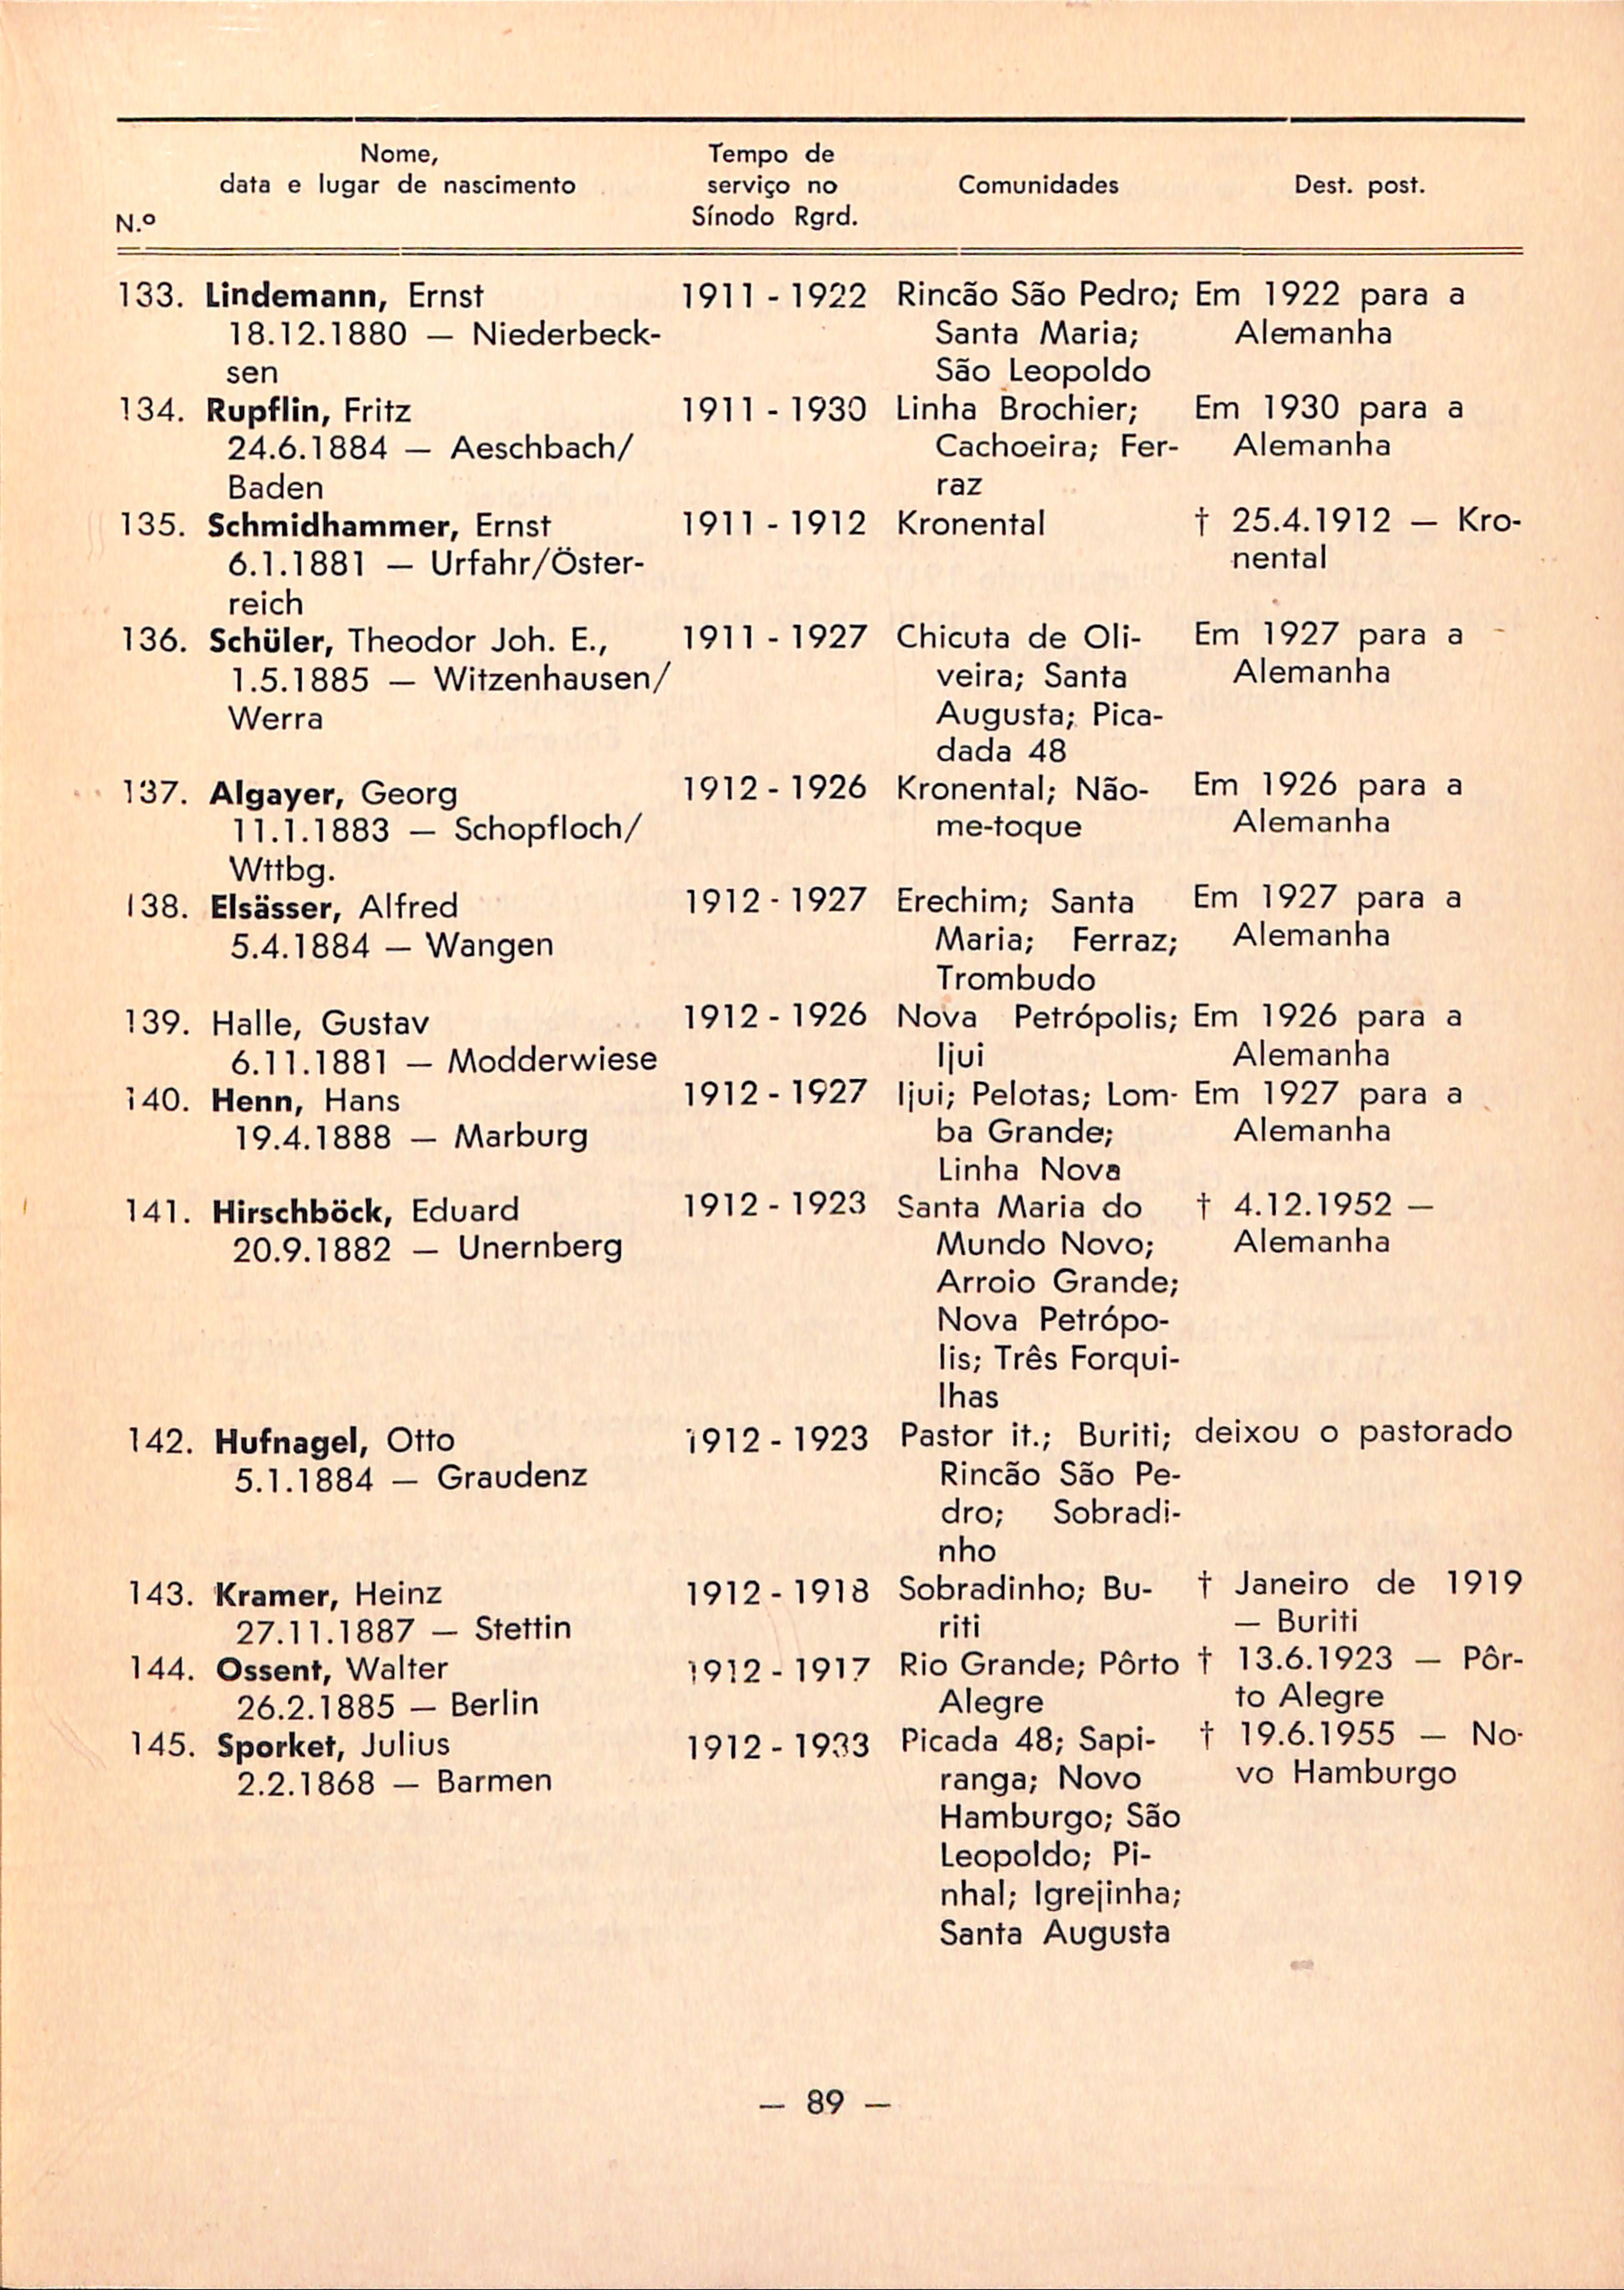 Nome,
data e lugar de nascimento
N.º
Tempo de
serviço no
Sínodo Rgrd.
Comunidades
Dest. post.
133. Lindemann, Ernst
18.12.1880 — Niederbeck-
sen
1911 - 1922
Rincão São Pedro;
Santa Maria;
São Leopoldo
Em 1922 para a
Alemanha
134. Rupflin, Fritz
24.6.1884 — Aeschbach/
Baden
1911 - 1930
Linha Brochier;
Cachoeira; Fer-
raz
Em 1930 para a
Alemanha
135. Schmidhammer, Ernst
6.1.1881 — Urfahr/Öster-
reich
1911 - 1912
Kronental
† 25.4.1912 — Kro-
nental
136. Schüler, Theodor Joh. E.,
1.5.1885 — Witzenhausen/
Werra
1911 - 1927
Chicuta de Oli-
veira; Santa
Augusta; Pica-
dada 48
Em 1927 para a
Alemanha
137. Algayer, Georg
11.1.1883 — Schopfloch/
Wttbg.
1912 - 1926
Kronental; Não-
me-toque
Em 1926 para a
Alemanha
138. Elsässer, Alfred
5.4.1884 — Wangen
1912 - 1927
Erechim; Santa
Maria; Ferraz;
Trombudo
Em 1927 para a
Alemanha
139. Halle, Gustav
6.11.1881 — Modderwiese
1912 - 1926
Nova Petrópolis;
Ijui
Em 1926 para a
Alemanha
140. Henn, Hans
19.4.1888 — Marburg
1912 - 1927
Ijui; Pelotas; Lom-
ba Grande;
Linha Nova
Em 1927 para a
Alemanha
141. Hirschböck, Eduard
20.9.1882 — Unernberg
1912 - 1923
Santa Maria do
Mundo Novo;
Arroio Grande;
Nova Petrópo-
lis; Três Forqui-
lhas
† 4.12.1952 —
Alemanha
142. Hufnagel, Otto
5.1.1884 — Graudenz
1912 - 1923
Pastor it.; Buriti;
Rincão São Pe-
dro; Sobradi-
nho
deixou o pastorado
143. Kramer, Heinz
27.11.1887 — Stettin
1912 - 1918
Sobradinho; Bu-
riti
† Janeiro de 1919
— Buriti
144. Ossent, Walter
26.2.1885 — Berlin
1912 - 1917
Rio Grande; Pôrto
Alegre
† 13.6.1923 — Pôr-
to Alegre
145. Sporket, Julius
2.2.1868 — Barmen
1912 - 1933
Picada 48; Sapi-
ranga; Novo
Hamburgo; São
Leopoldo; Pi-
nhal; Igrejinha;
Santa Augusta
† 19.6.1955 — No-
vo Hamburgo
— 89 —